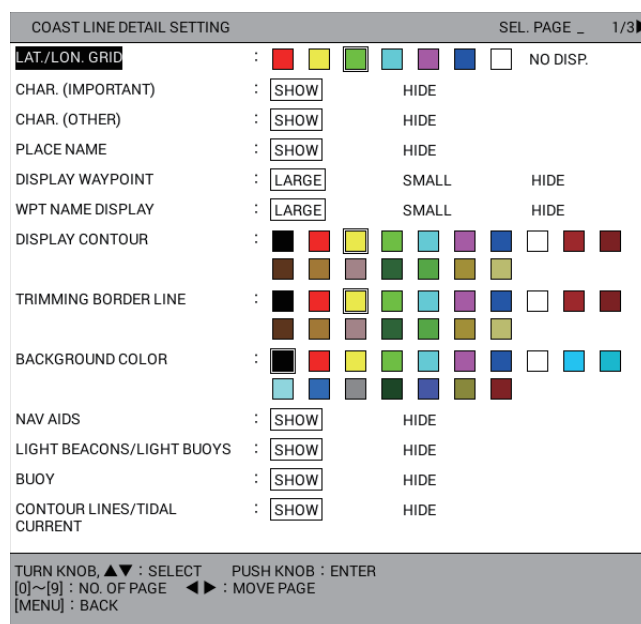 COAST LINE DETAIL SETTING SEL. PAGE _ 1/3▶
LAT./LON. GRID : NO DISP.
CHAR. (IMPORTANT) : SHOW HIDE
CHAR. (OTHER) : SHOW HIDE
PLACE NAME : SHOW HIDE
DISPLAY WAYPOINT : LARGE SMALL HIDE
WPT NAME DISPLAY : LARGE SMALL HIDE
DISPLAY CONTOUR :
TRIMMING BORDER LINE :
BACKGROUND COLOR :
NAV AIDS : SHOW HIDE
LIGHT BEACONS/LIGHT BUOYS : SHOW HIDE
BUOY : SHOW HIDE
CONTOUR LINES/TIDAL : SHOW HIDE
CURRENT
TURN KNOB, ▲▼ : SELECT PUSH KNOB : ENTER
[0]~[9] : NO. OF PAGE ◀ ▶ : MOVE PAGE
[MENU] : BACK